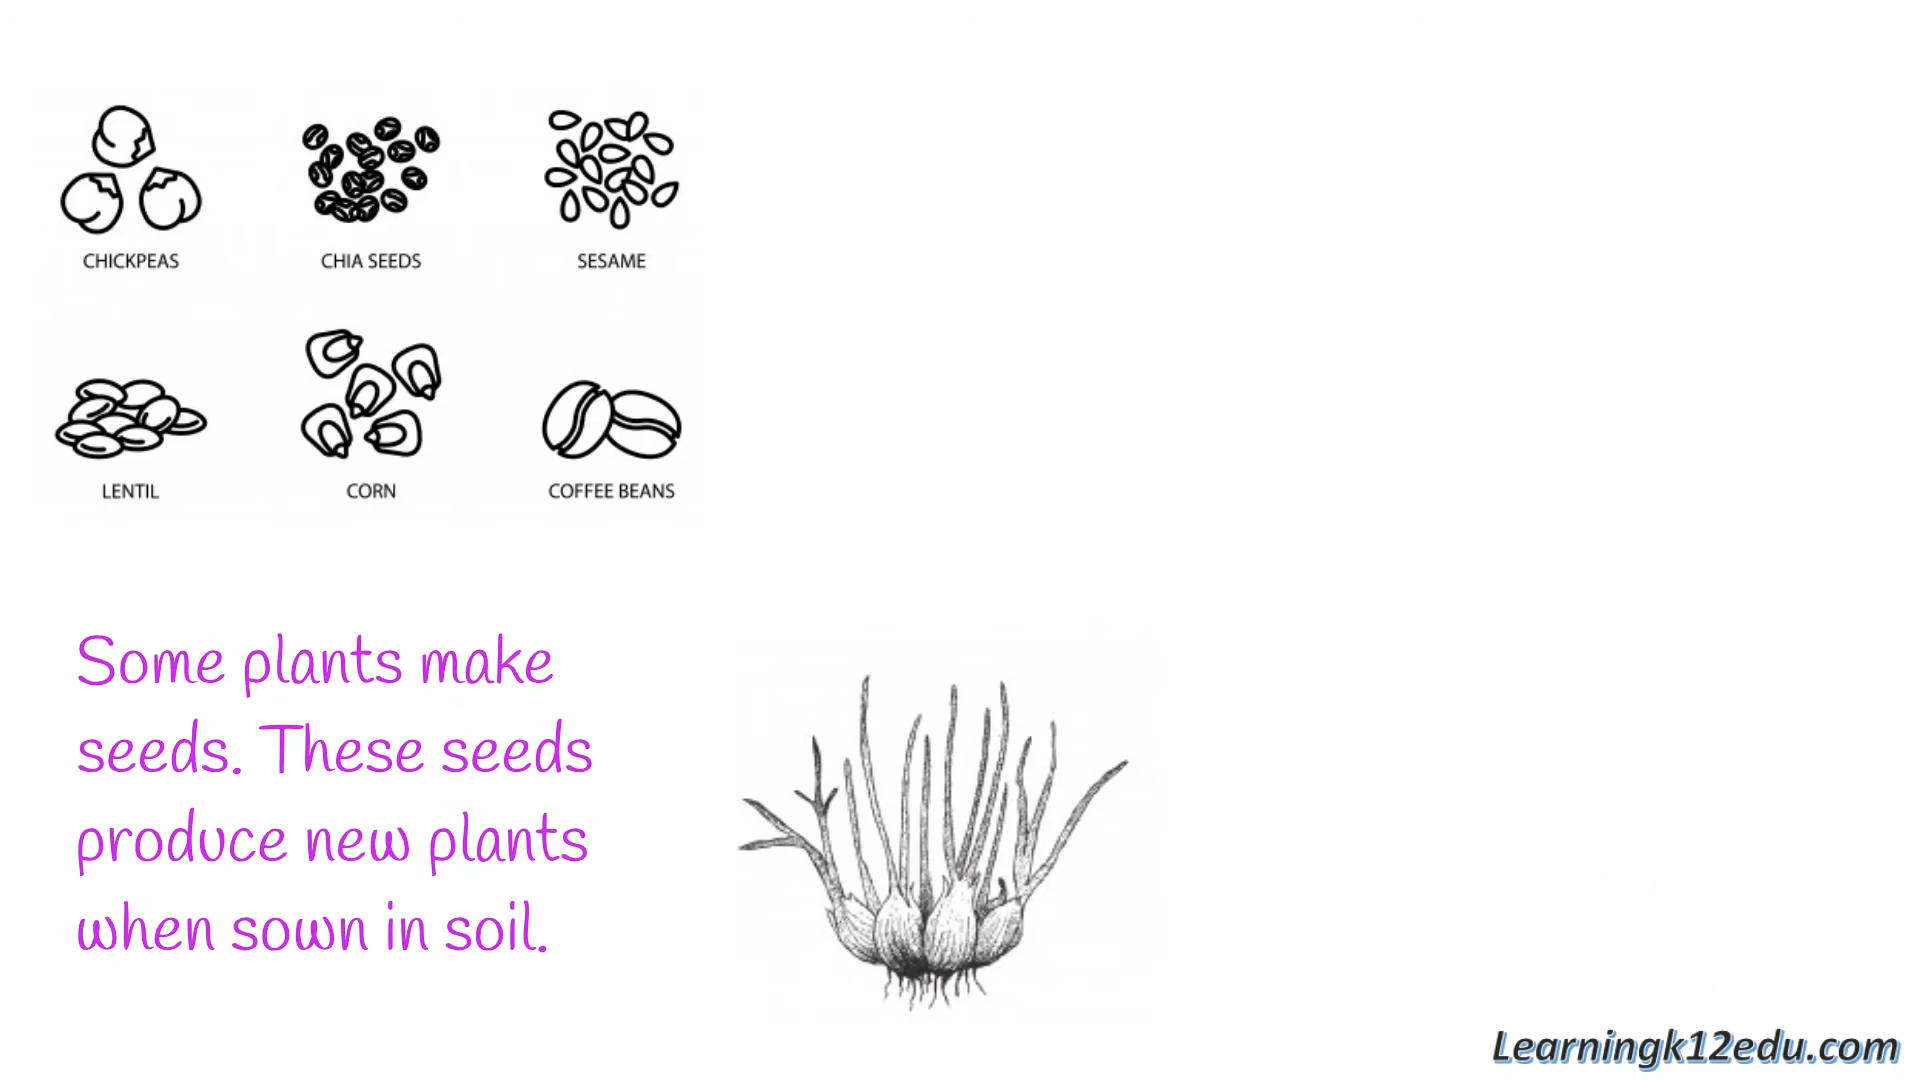 CHICKPEAS
CHIA SEEDS
SESAME
LENTIL
CORN
COFFEE BEANS
Some plants make
seeds. These seeds
produce new plants
when sown in soil.
Learningk12edu.com